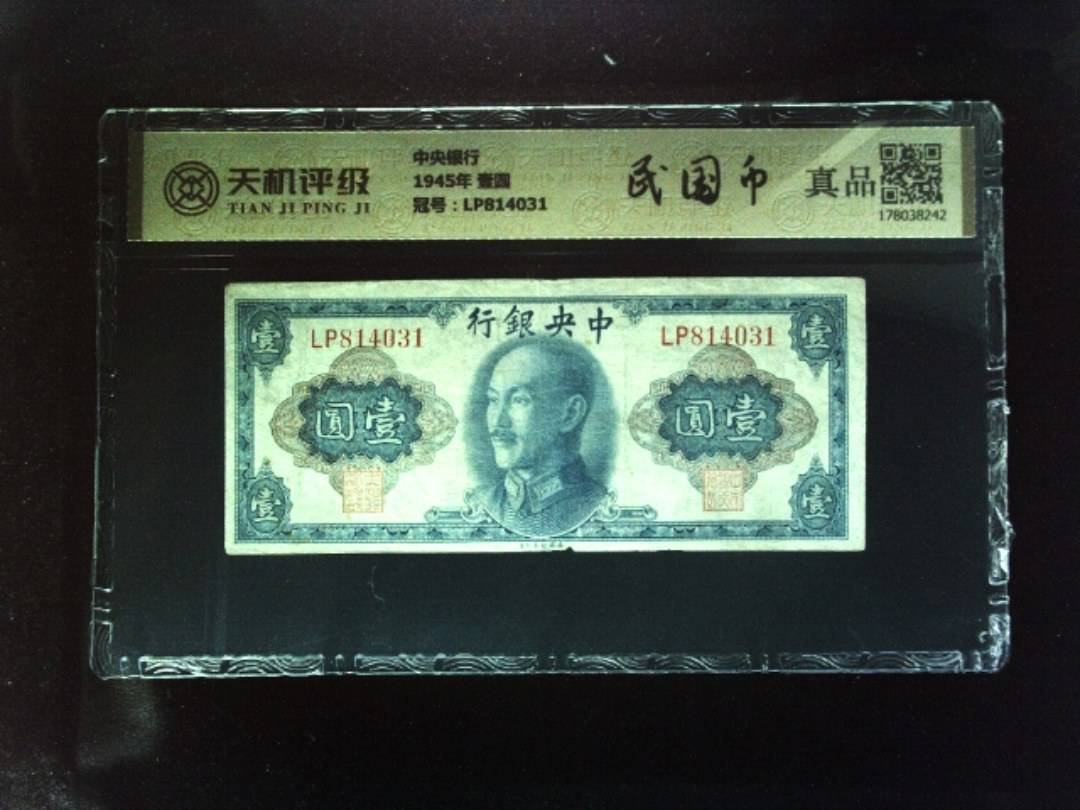 天机评级
TIAN JI PING JI
中央银行
1945年 壹圆
冠号：LP814031
民国币
真品
178038242
行銀央中
LP814031
LP814031
壹
壹
圓壹
圓壹
壹
壹